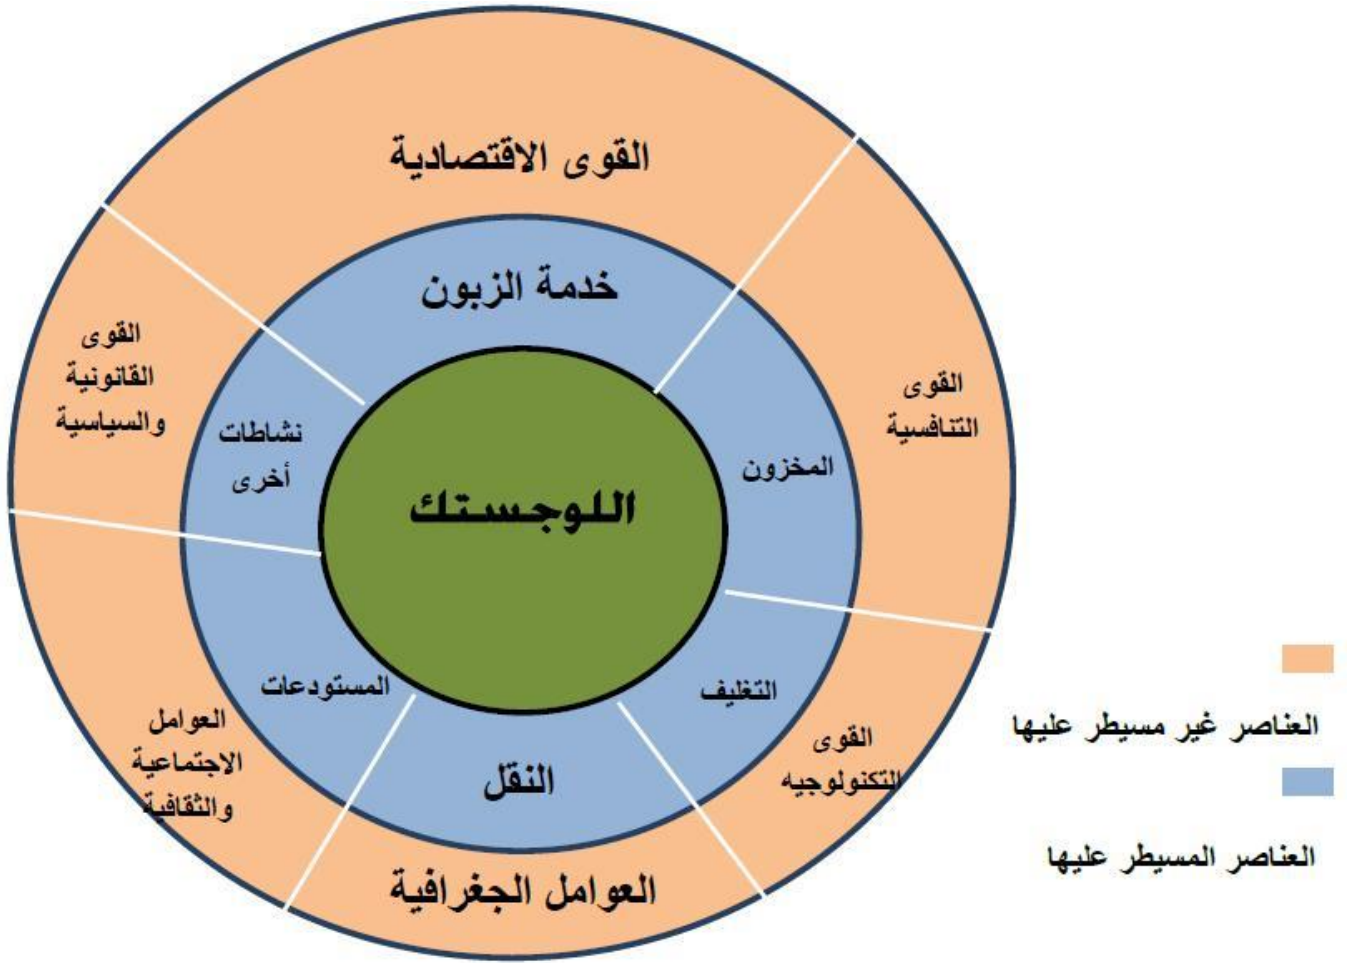 القوى الاقتصادية
خدمة الزبون
القوى
القانونية
والسياسية
القوى
التنافسية
نشاطات
أخرى
المخزون
اللوجستك
المستودعات
التغليف
العوامل
الاجتماعية
والثقافية
القوى
التكنولوجيه
النقل
العوامل الجغرافية
العناصر غير مسيطر عليها
العناصر المسيطر عليها